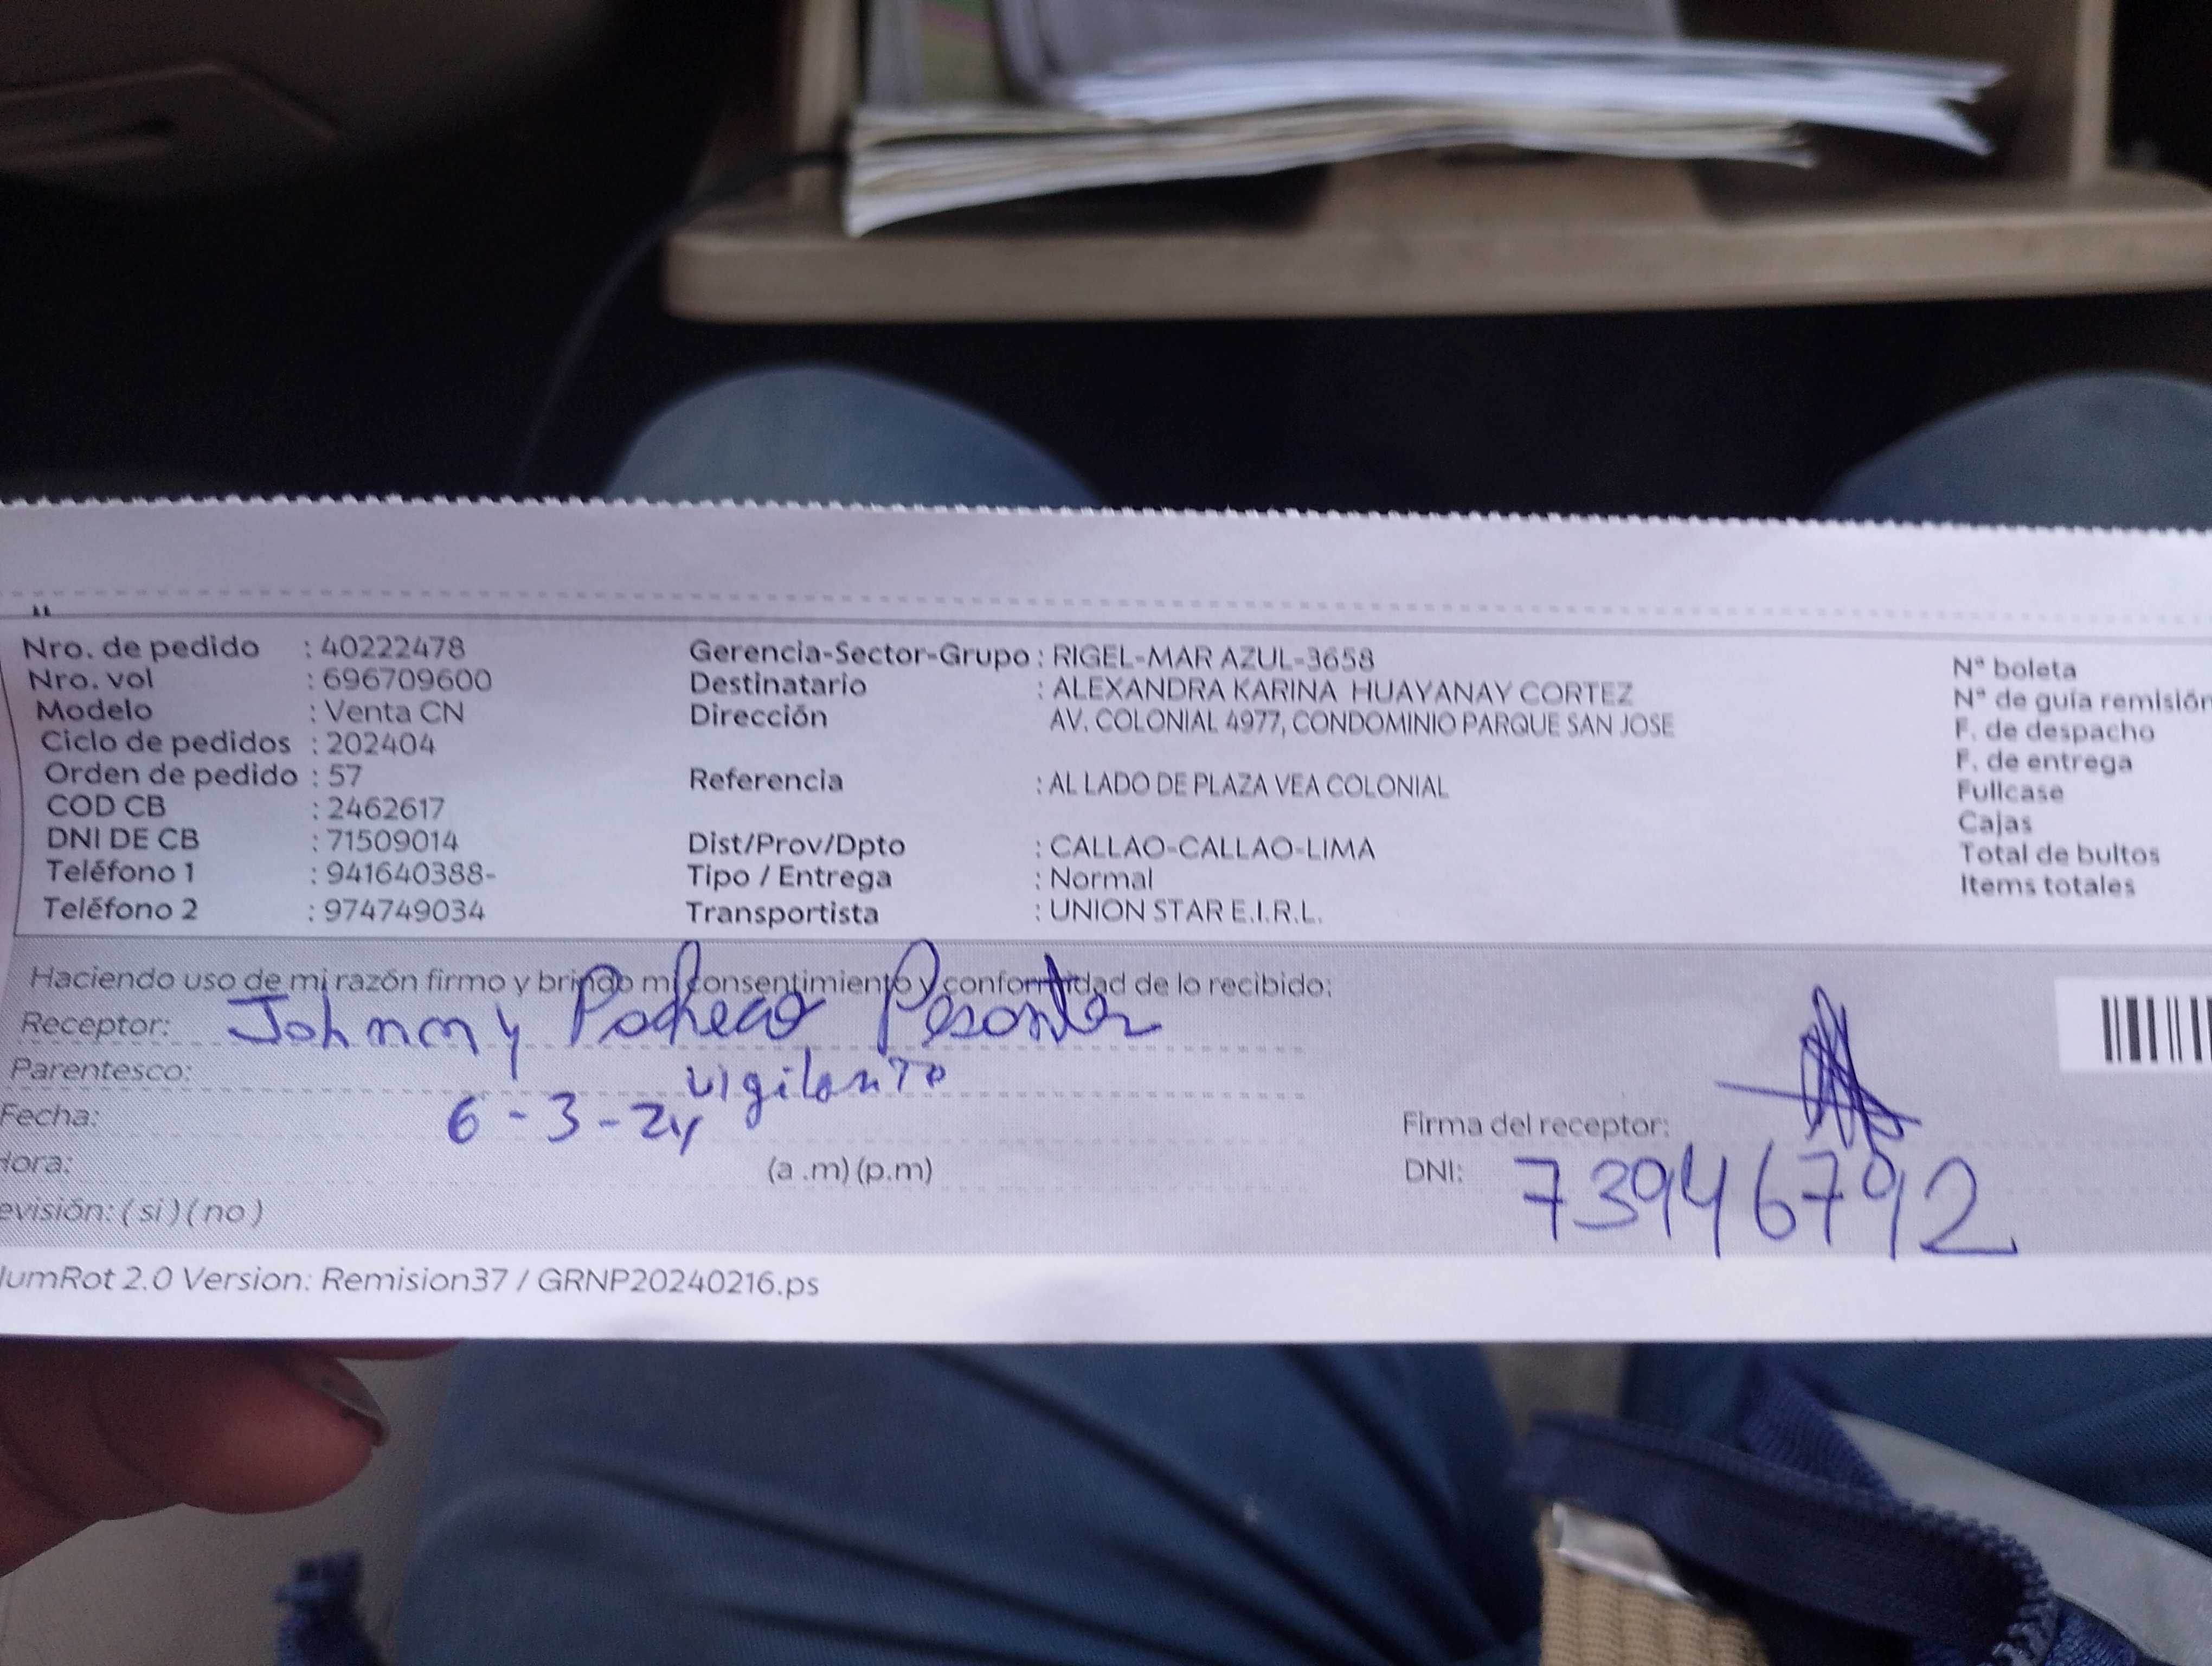 Nro. de pedido : 40222478
Nro. vol : 696709600
Modelo : Venta CN
Ciclo de pedidos : 202404
Orden de pedido : 57
COD CB : 2462617
DNI DE CB : 71509014
Teléfono 1 : 941640388-
Teléfono 2 : 974749034
Gerencia-Sector-Grupo : RIGEL-MAR AZUL-3658
Destinatario : ALEXANDRA KARINA HUAYANAY CORTEZ
Dirección AV. COLONIAL 4977, CONDOMINIO PARQUE SAN JOSE
Referencia : AL LADO DE PLAZA VEA COLONIAL
Dist/Prov/Dpto : CALLAO-CALLAO-LIMA
Tipo / Entrega : Normal
Transportista : UNION STAR E.I.R.L.
N° boleta
N° de guía remisión
F. de despacho
F. de entrega
Fullcase
Cajas
Total de bultos
Items totales
Haciendo uso de mi razón firmo y brindo mi consentimiento y conformidad de lo recibido:
Receptor: Johnny Pacheco
Parentesco: vigilante
Fecha: 6-3-24
Hora: (a .m) (p.m)
evisión: ( si ) ( no )
Firma del receptor:
DNI: 73946792
lumRot 2.0 Version: Remision37 / GRNP20240216.ps